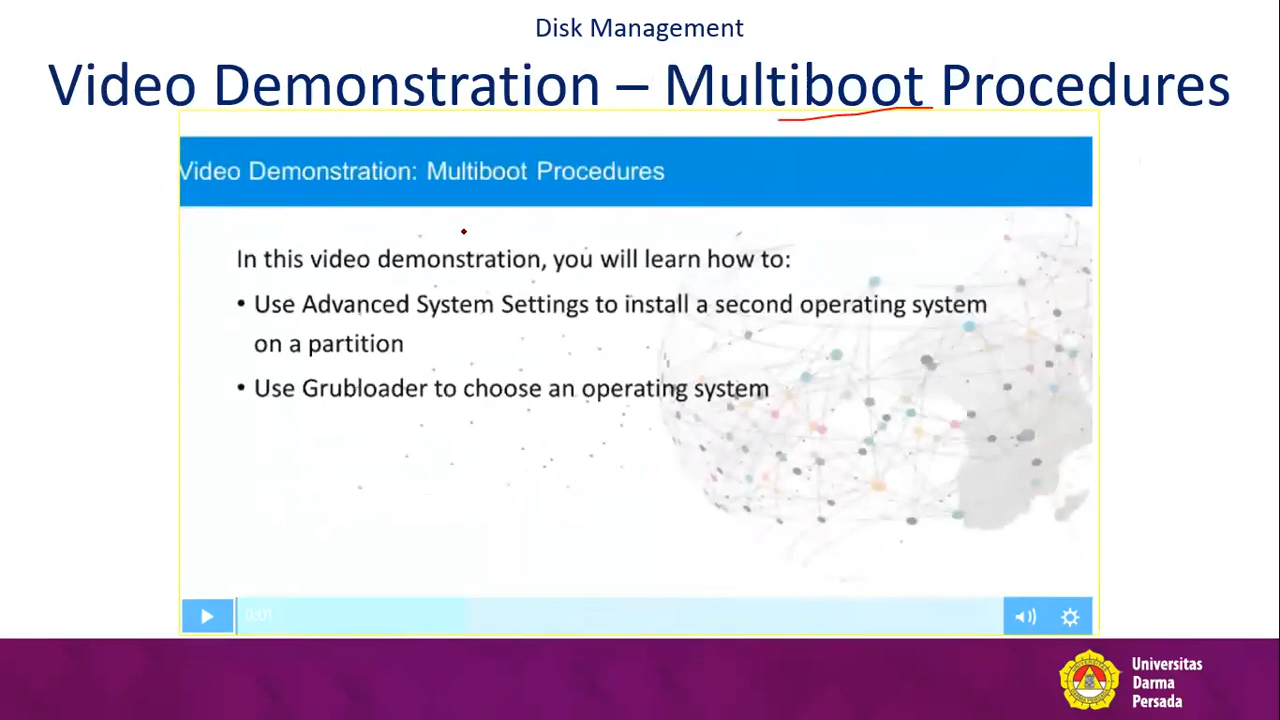 Disk Management
Video Demonstration – Multiboot Procedures
Video Demonstration: Multiboot Procedures
In this video demonstration, you will learn how to:
• Use Advanced System Settings to install a second operating system
on a partition
• Use Grubloader to choose an operating system
0:01
Universitas
Darma
Persada